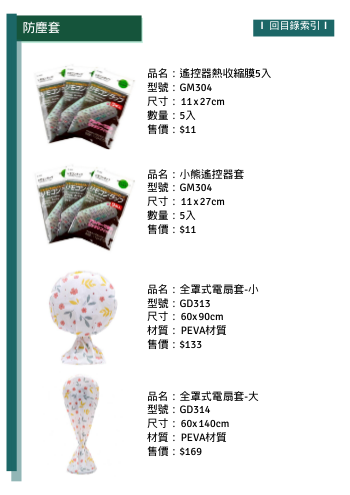 防塵套
回目錄索引
品名：遙控器熱收縮膜5入
型號：GM304
尺寸： 11x27cm
數量：5入
售價：$11
品名：小熊遙控器套
型號：GM304
尺寸： 11x27cm
數量：5入
售價：$11
品名：全罩式電扇套-小
型號：GD313
尺寸： 60x90cm
材質： PEVA材質
售價：$133
品名：全罩式電扇套-大
型號：GD314
尺寸： 60x140cm
材質： PEVA材質
售價：$169